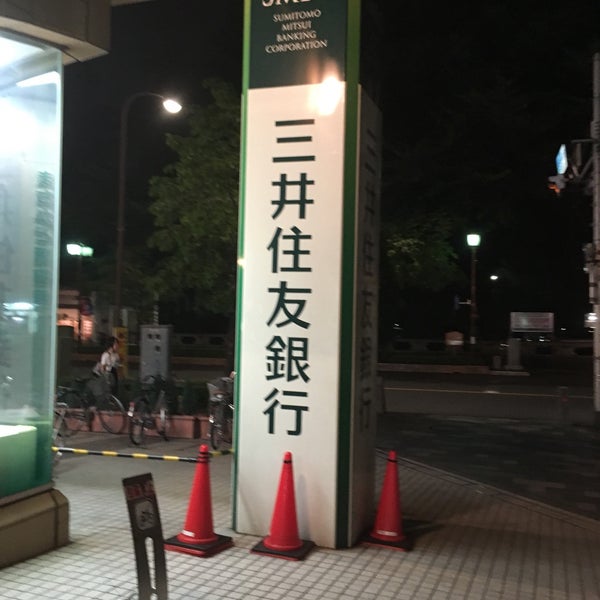 SUMITOMO
MITSUI
BANKING
CORPORATION
三井住友銀行